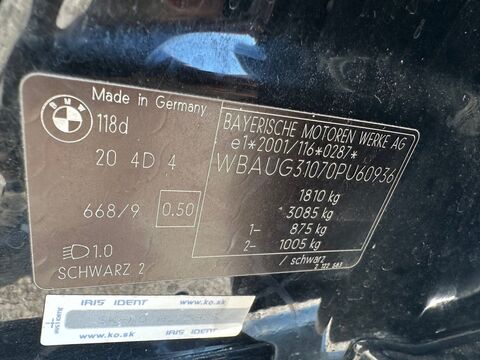 BMW
Made in Germany
118d
20 4D 4
668/9 0.50
1.0
SCHWARZ 2
BAYERISCHE MOTOREN WERKE AG
e1*2001/116*0287*
WBAUG31070PU60936
1810 kg
3085 kg
1- 875 kg
2- 1005 kg
/ schwarz
IRIS IDENT www.ko.sk
www.ko.sk IRIS IDENT